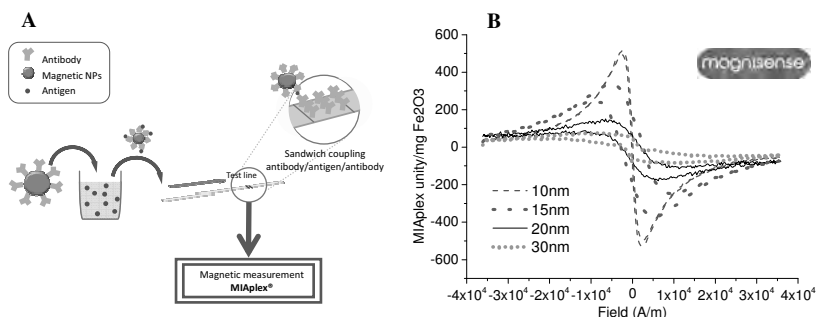 A
Antibody
Magnetic NPs
Antigen
Test line
Sandwich coupling
antibody/antigen/antibody
Magnetic measurement
MIAplex®
B
magnisense
MIAplex unity/mg Fe2O3
600
400
200
0
-200
-400
-600
10nm
15nm
20nm
30nm
-4x10⁴ -3x10⁴ -2x10⁴ -1x10⁴ 0 1x10⁴ 2x10⁴ 3x10⁴ 4x10⁴
Field (A/m)